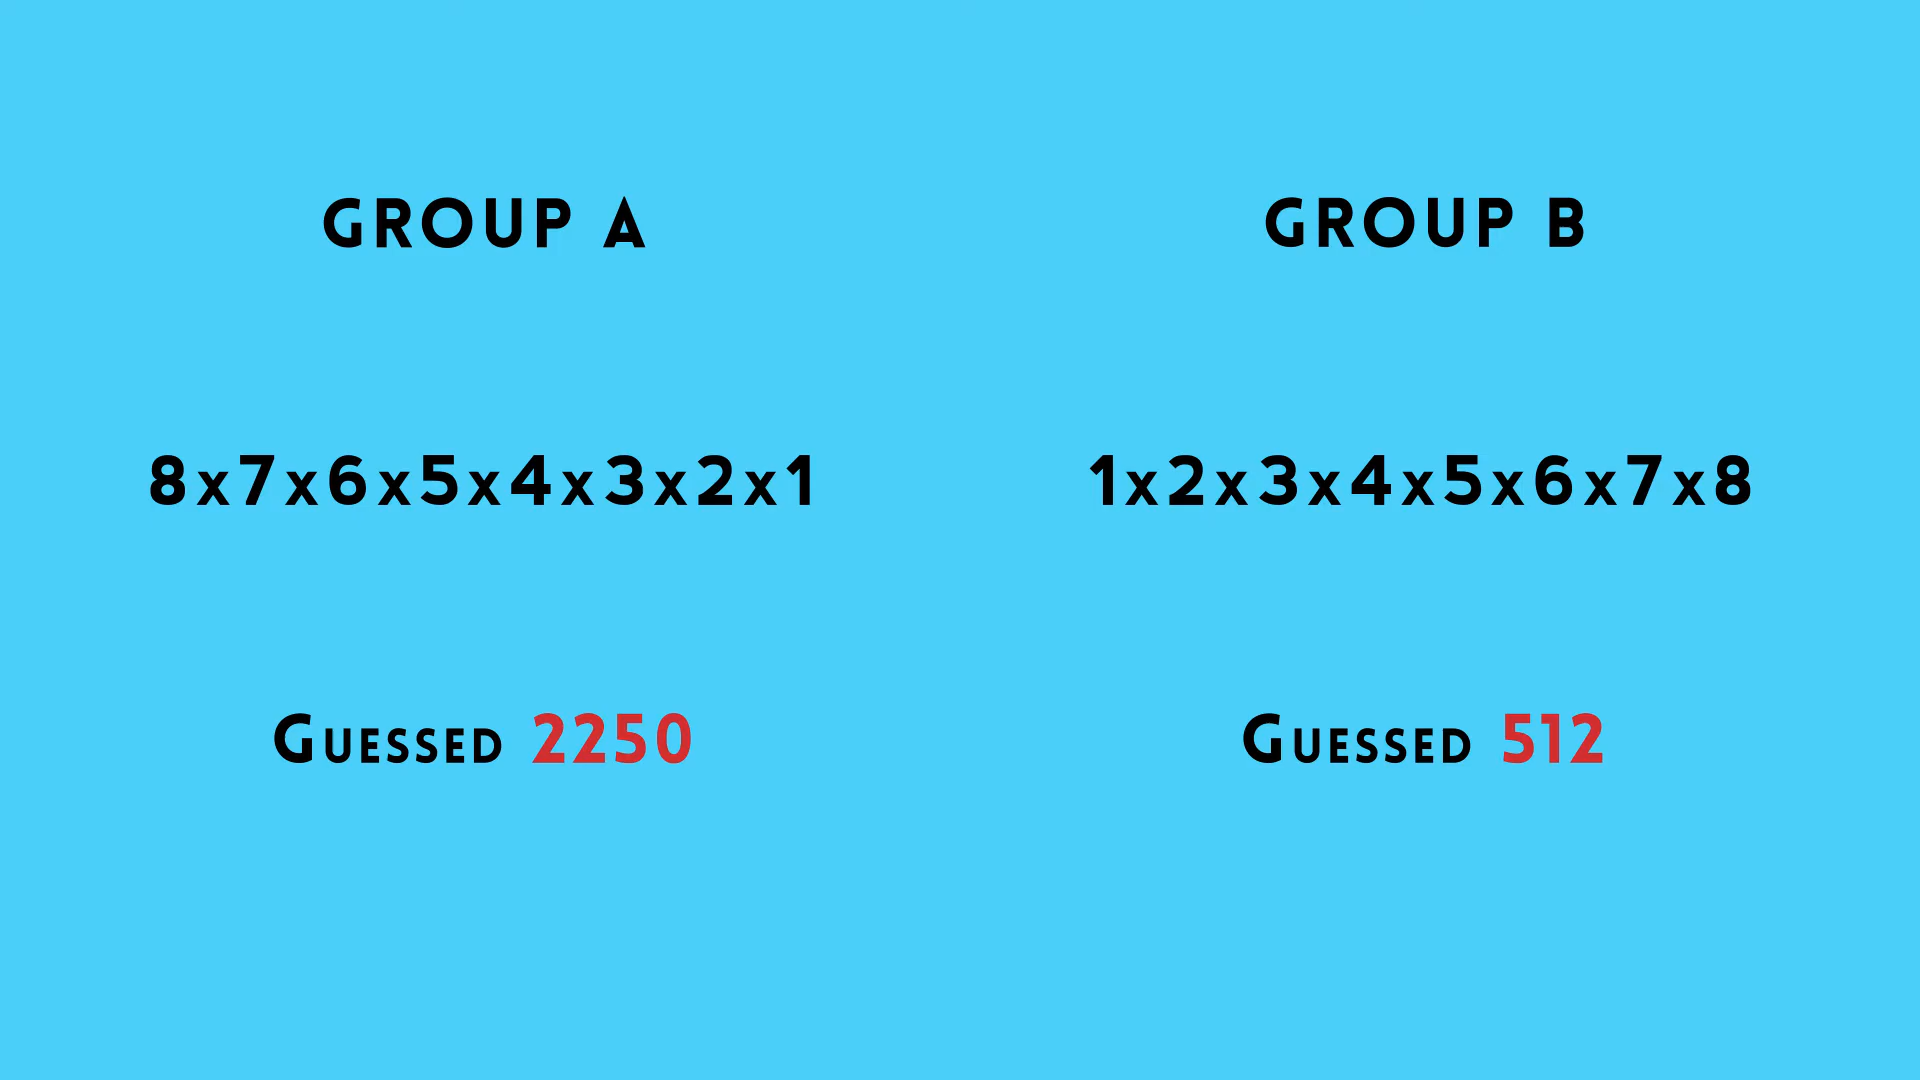 GROUP A
8x7x6x5x4x3x2x1
GUESSED 2250
GROUP B
1x2x3x4x5x6x7x8
GUESSED 512